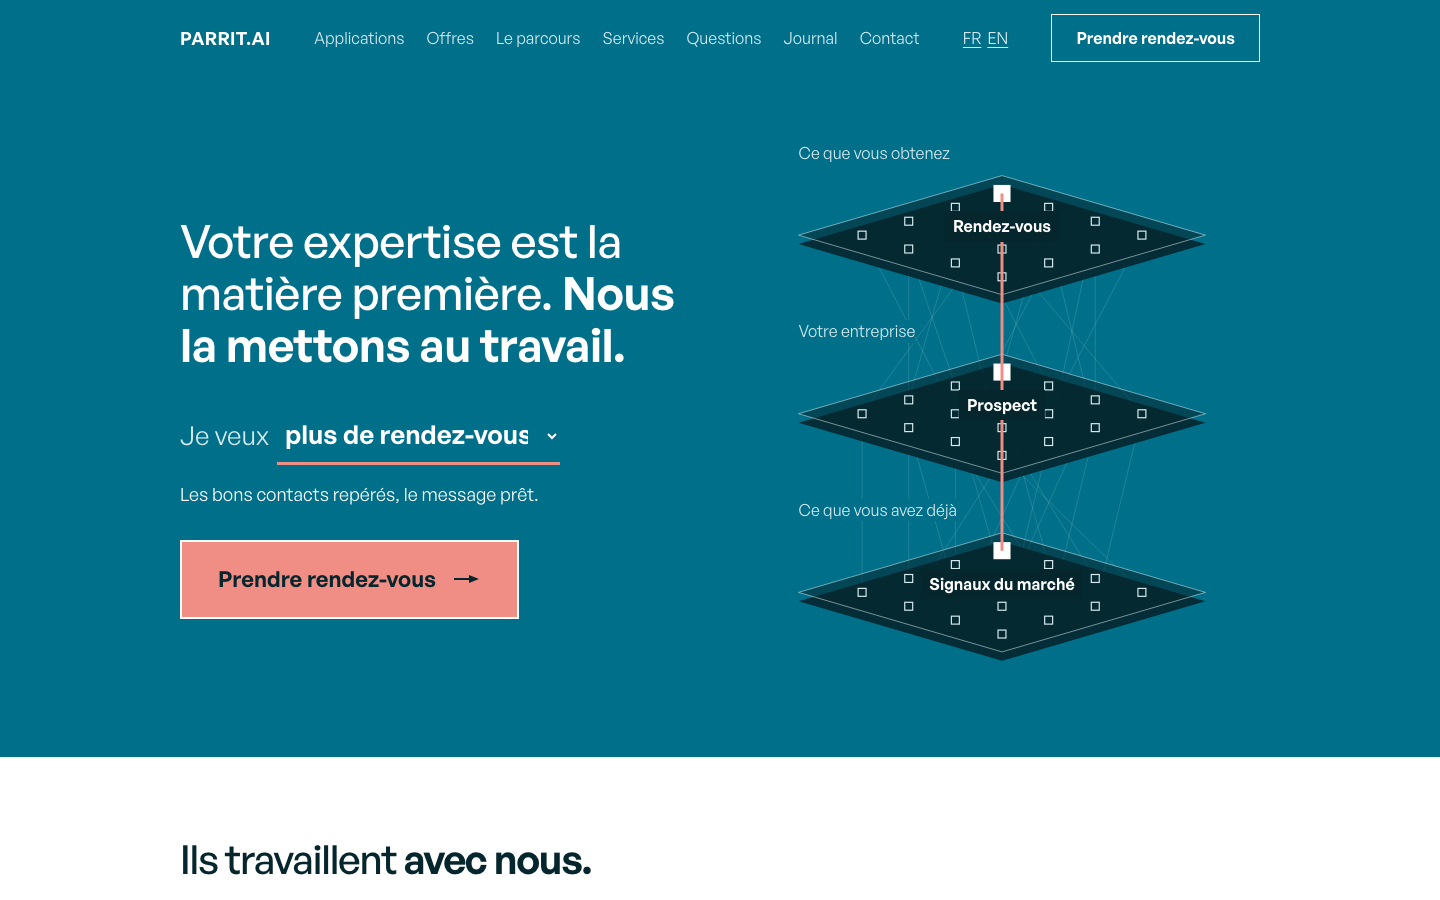 PARRIT.AI
Applications
Offres
Le parcours
Services
Questions
Journal
Contact
FR EN
Prendre rendez-vous
Votre expertise est la
matière première. Nous
la mettons au travail.
Je veux plus de rendez-vous
Les bons contacts repérés, le message prêt.
Prendre rendez-vous
Ce que vous obtenez
Rendez-vous
Votre entreprise
Prospect
Ce que vous avez déjà
Signaux du marché
Ils travaillent avec nous.